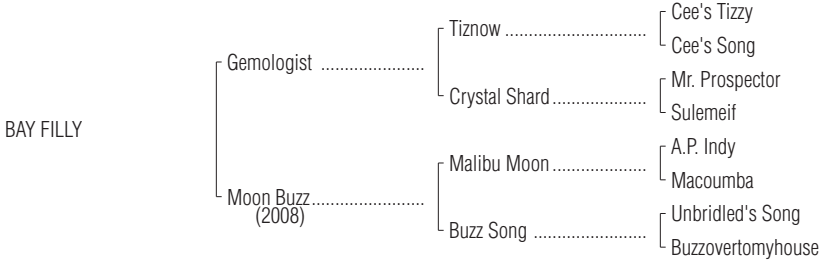 Cee's Tizzy
Tiznow ..............................
Cee's Song
Gemologist ......................
Mr. Prospector
Crystal Shard....................
Sulemeif
BAY FILLY
A.P. Indy
Malibu Moon....................
Macoumba
Moon Buzz........................
(2008)
Unbridled's Song
Buzz Song ........................
Buzzovertomyhouse